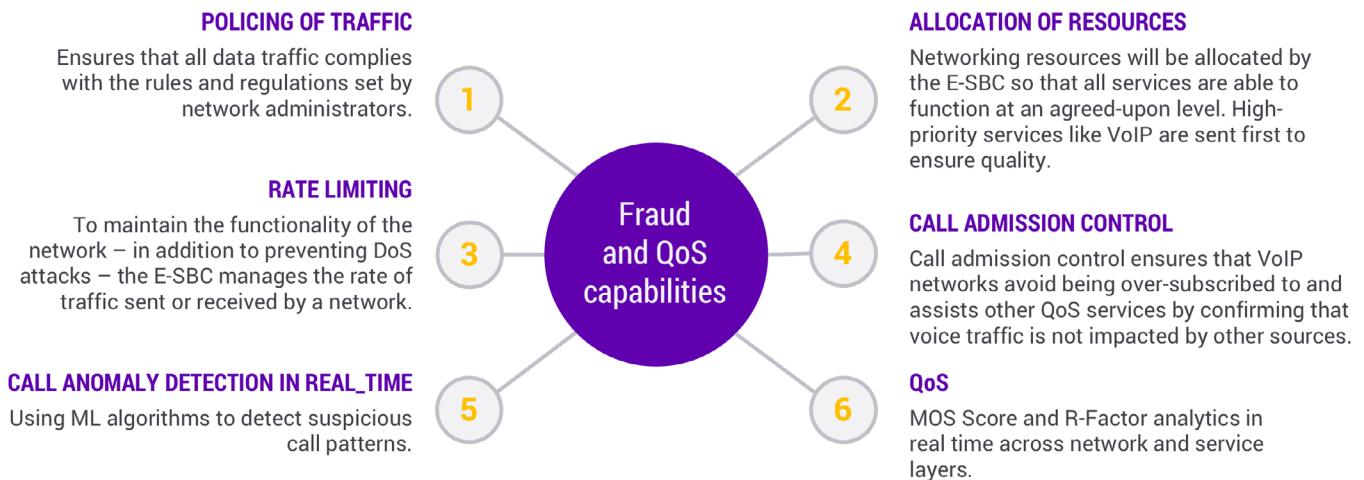 POLICING OF TRAFFIC
Ensures that all data traffic complies
with the rules and regulations set by
network administrators.
1
2
ALLOCATION OF RESOURCES
Networking resources will be allocated by
the E-SBC so that all services are able to
function at an agreed-upon level. High-
priority services like VoIP are sent first to
ensure quality.
RATE LIMITING
To maintain the functionality of the
network – in addition to preventing DoS
attacks – the E-SBC manages the rate of
traffic sent or received by a network.
3
Fraud
and QoS
capabilities
4
CALL ADMISSION CONTROL
Call admission control ensures that VoIP
networks avoid being over-subscribed to and
assists other QoS services by confirming that
voice traffic is not impacted by other sources.
CALL ANOMALY DETECTION IN REAL_TIME
Using ML algorithms to detect suspicious
call patterns.
5
6
QoS
MOS Score and R-Factor analytics in
real time across network and service
layers.